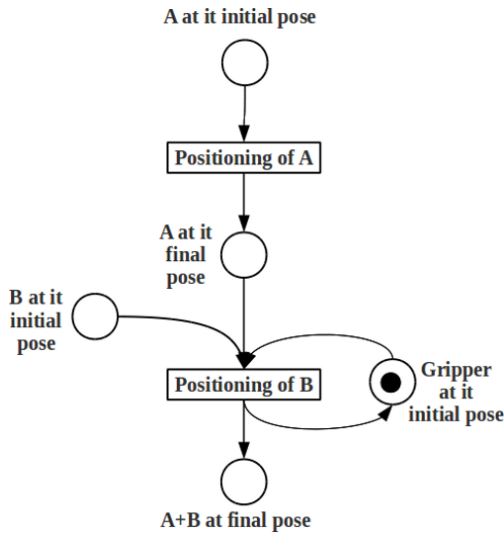 A at it initial pose
Positioning of A
A at it
final
pose
B at it
initial
pose
Positioning of B
Gripper
at it
initial pose
A+B at final pose